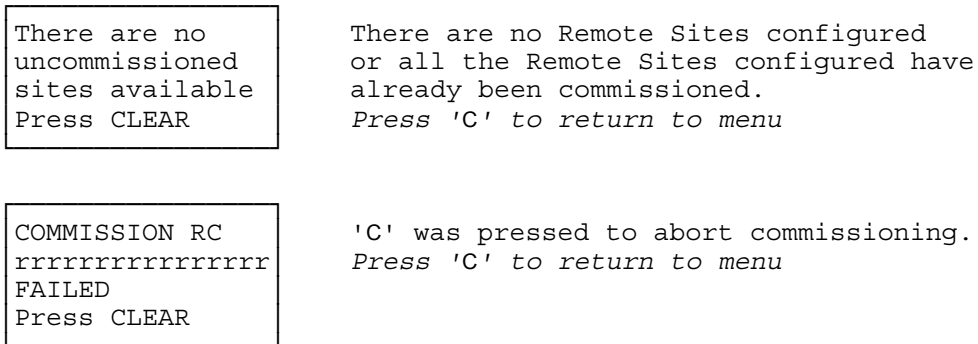 There are no There are no Remote Sites configured
uncommissioned or all the Remote Sites configured have
sites available already been commissioned.
Press CLEAR Press 'C' to return to menu
COMMISSION RC 'C' was pressed to abort commissioning.
rrrrrrrrrrrrrrrr Press 'C' to return to menu
FAILED
Press CLEAR